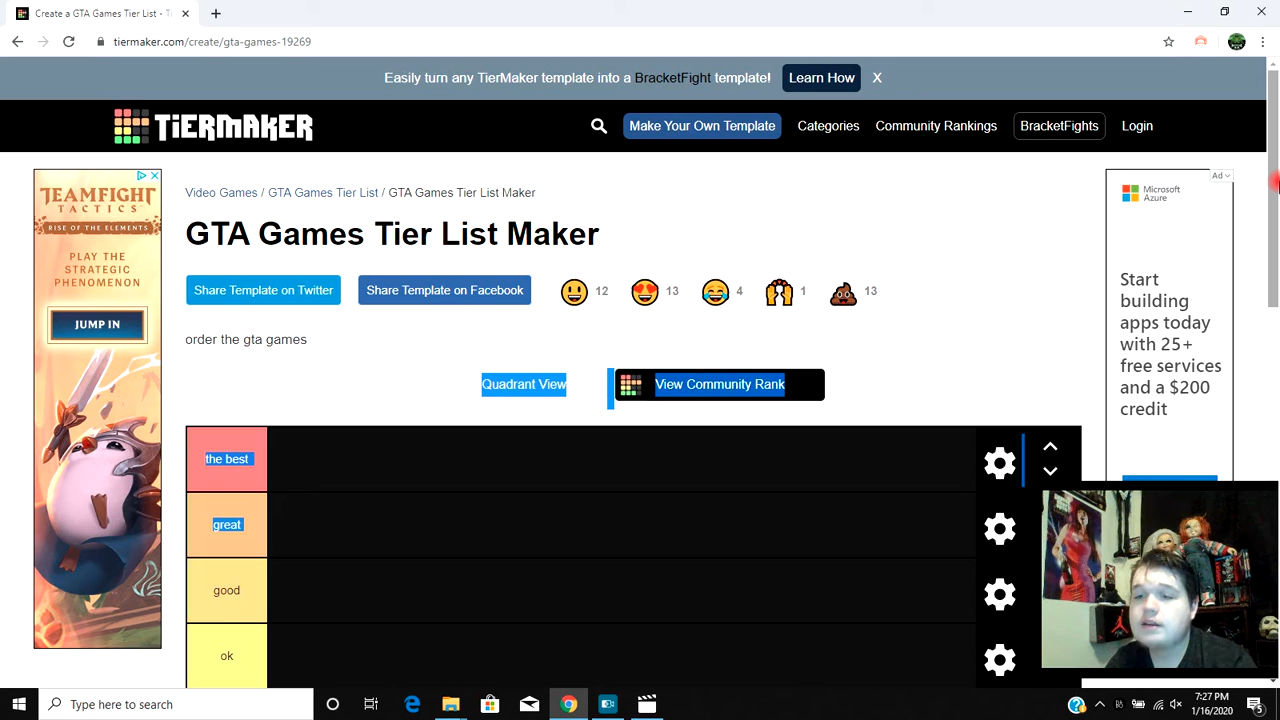 Create a GTA Games Tier List - T
tiermaker.com/create/gta-games-19269
Easily turn any TierMaker template into a BracketFight template! Learn How X
TiERMAKER
Make Your Own Template Categories Community Rankings BracketFights Login
TEAMFIGHT
TACTICS
RISE OF THE ELEMENTS
PLAY THE
STRATEGIC
PHENOMENON
JUMP IN
Video Games / GTA Games Tier List / GTA Games Tier List Maker
GTA Games Tier List Maker
Share Template on Twitter Share Template on Facebook 12 13 4 1 13
order the gta games
Quadrant View View Community Rank
the best
great
good
ok
Ad
Microsoft
Azure
Start
building
apps today
with 25+
free services
and a $200
credit
Type here to search
7:27 PM
1/16/2020
5